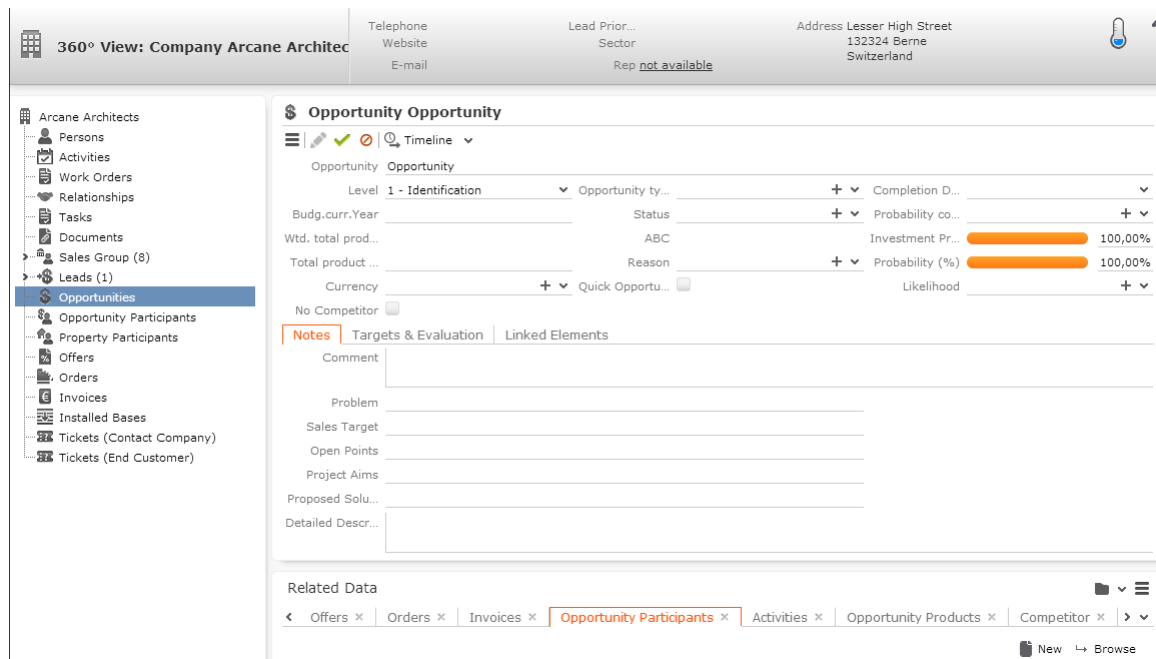 360° View: Company Arcane Architec
Telephone
Website
E-mail
Lead Prior...
Sector
Rep not available
Address Lesser High Street
132324 Berne
Switzerland
Arcane Architects
Persons
Activities
Work Orders
Relationships
Tasks
Documents
Sales Group (8)
Leads (1)
Opportunities
Opportunity Participants
Property Participants
Offers
Orders
Invoices
Installed Bases
Tickets (Contact Company)
Tickets (End Customer)
Opportunity Opportunity
Timeline
Opportunity Opportunity
Level 1 - Identification Opportunity ty... Completion D...
Budg.curr.Year Status Probability co...
Wtd. total prod... ABC Investment Pr... 100,00%
Total product ... Reason Probability (%) 100,00%
Currency Quick Opportu... Likelihood
No Competitor
Notes Targets & Evaluation Linked Elements
Comment
Problem
Sales Target
Open Points
Project Aims
Proposed Solu...
Detailed Descr...
Related Data
Offers × Orders × Invoices × Opportunity Participants × Activities × Opportunity Products × Competitor ×
New Browse